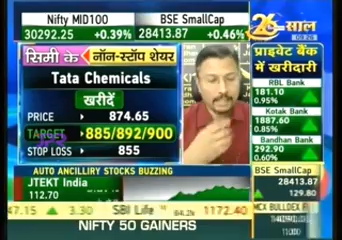 Nifty MID100
30292.25 +0.39%
BSE SmallCap
28413.87 +0.46%
26 साल
09:26
सिमी के नॉन-स्टॉप शेयर
Tata Chemicals
खरीदें
PRICE 874.65
TARGET 885/892/900
STOP LOSS 855
प्राइवेट बैंक
में खरीदारी
RBL Bank
181.10
0.95%
Kotak Bank
1887.60
0.85%
Bandhan Bank
292.90
0.60%
AUTO ANCILLIRY STOCKS BUZZING
JTEKT India
112.70
BSE SmallCap
28413.87
129.80
47.15 3.30 SBI Life 1172.40
MCX BULLDEX
NIFTY 50 GAINERS